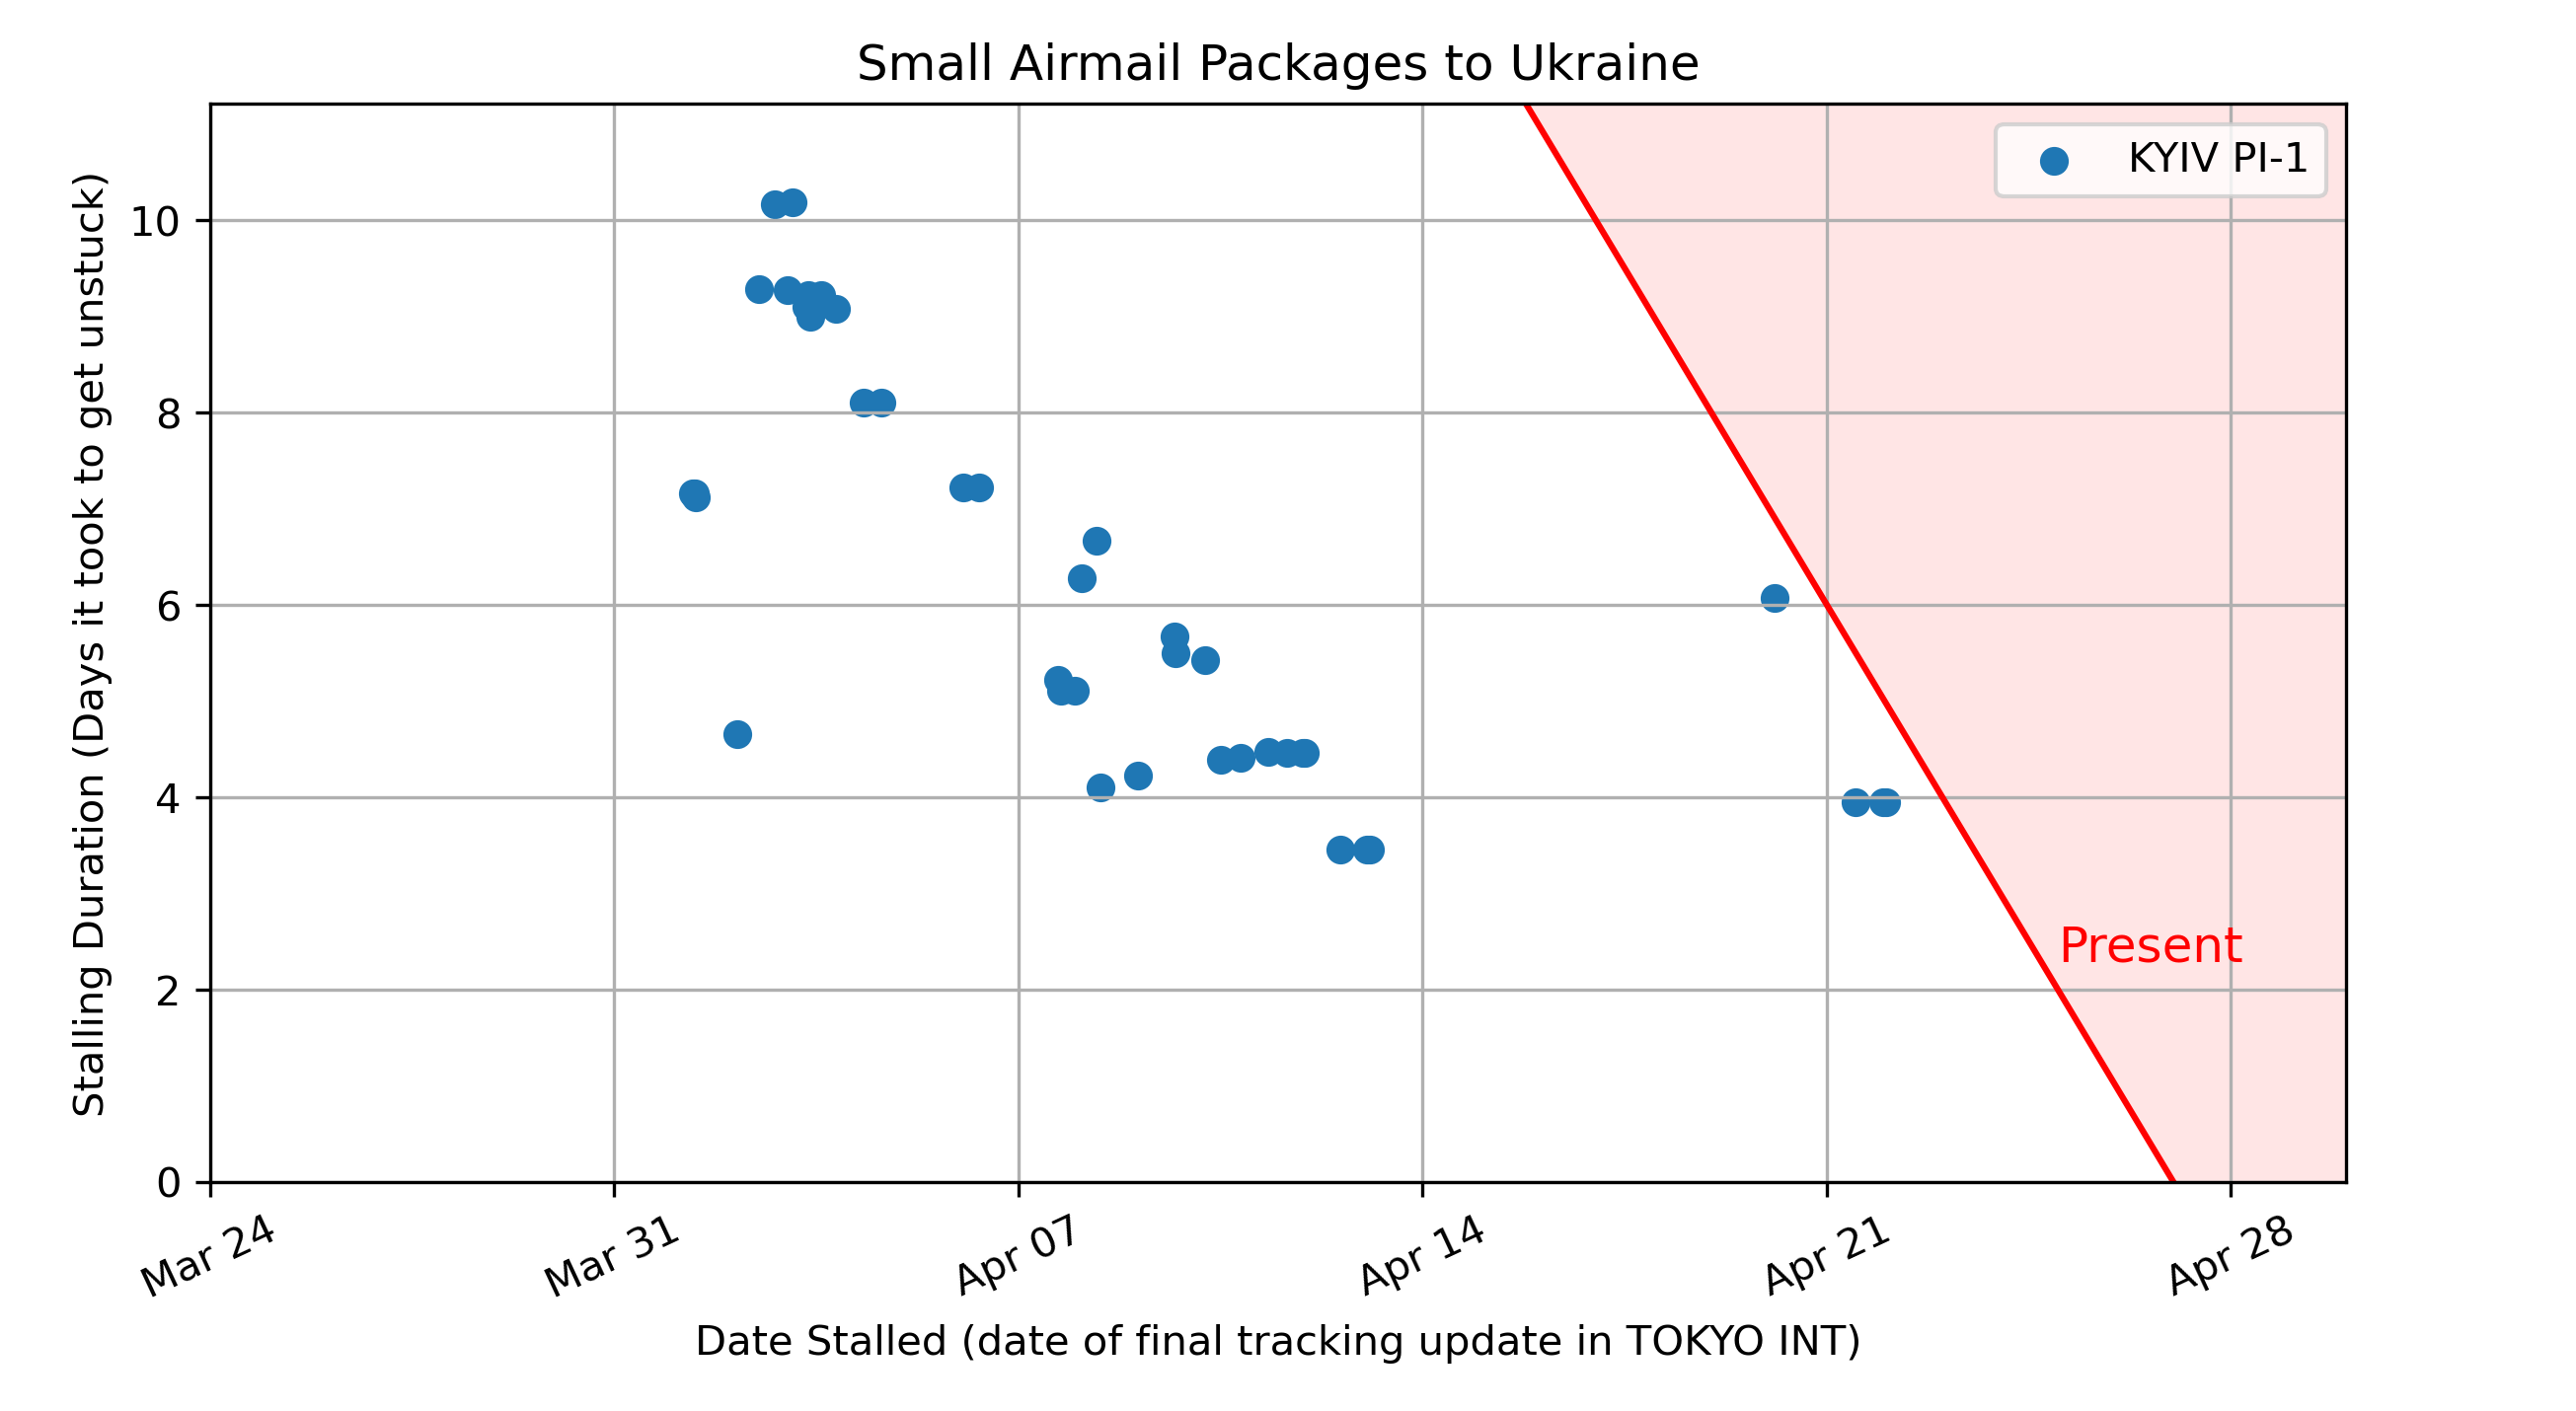 Small Airmail Packages to Ukraine
KYIV PI-1
Stalling Duration (Days it took to get unstuck)
10
8
6
4
2
0
Present
Mar 24
Mar 31
Apr 07
Apr 14
Apr 21
Apr 28
Date Stalled (date of final tracking update in TOKYO INT)